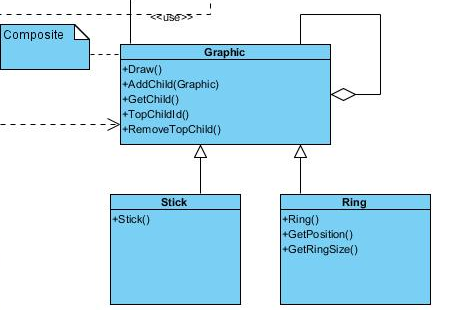 <<use>>
Composite
Graphic
+Draw()
+AddChild(Graphic)
+GetChild()
+TopChildId()
+RemoveTopChild()
Stick
+Stick()
Ring
+Ring()
+GetPosition()
+GetRingSize()